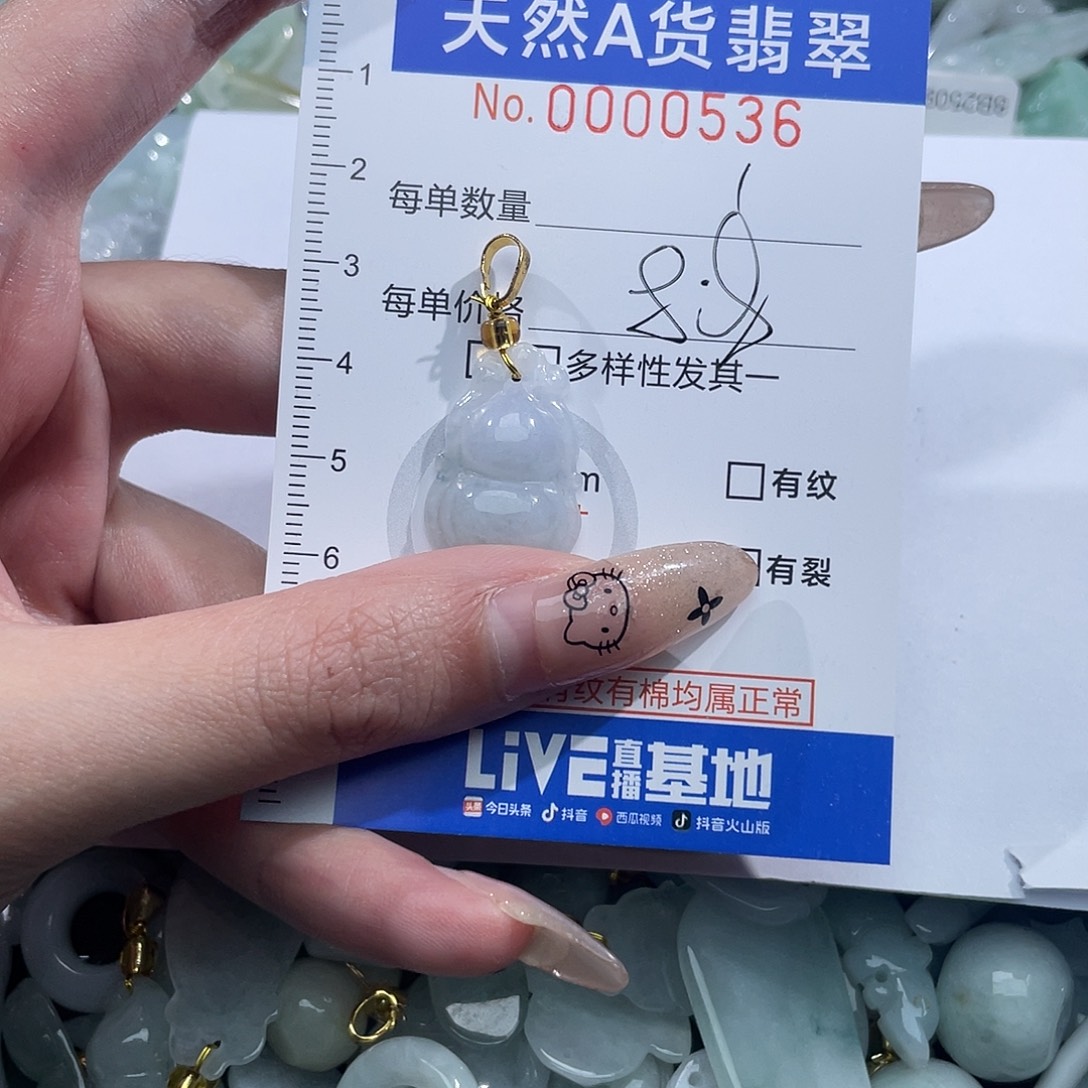 天然A货翡翠
1
No.0000536
2
每单数量
3
每单价格
4
多样性发其一
5
m
有纹
6
有裂
纹有棉均属正常
LiVE直播基地
头条 今日头条 抖音 西瓜视频 抖音火山版